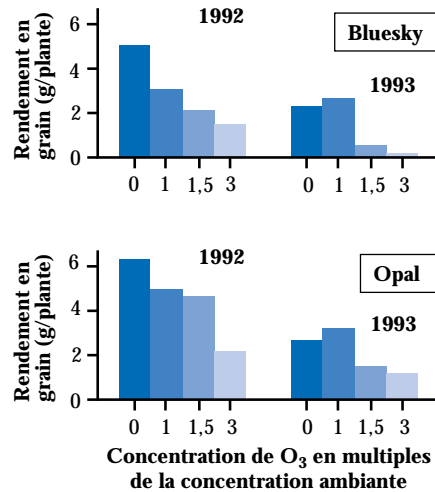 1992
Bluesky
Rendement en
grain (g/plante)
6
4
2
0
1993
0 1 1,5 3
0 1 1,5 3
1992
Opal
Rendement en
grain (g/plante)
6
4
2
0
1993
0 1 1,5 3
0 1 1,5 3
Concentration de O₃ en multiples
de la concentration ambiante